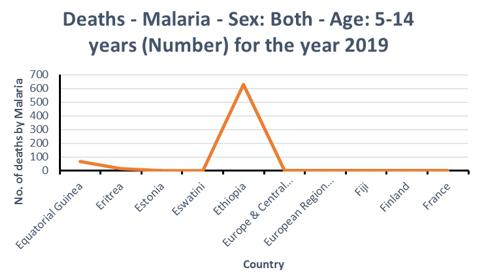 Deaths - Malaria - Sex: Both - Age: 5-14
years (Number) for the year 2019
No. of deaths by Malaria
700
600
500
400
300
200
100
0
Equatorial Guinea
Eritrea
Estonia
Eswatini
Ethiopia
Europe & Central...
European Region...
Fiji
Finland
France
Country